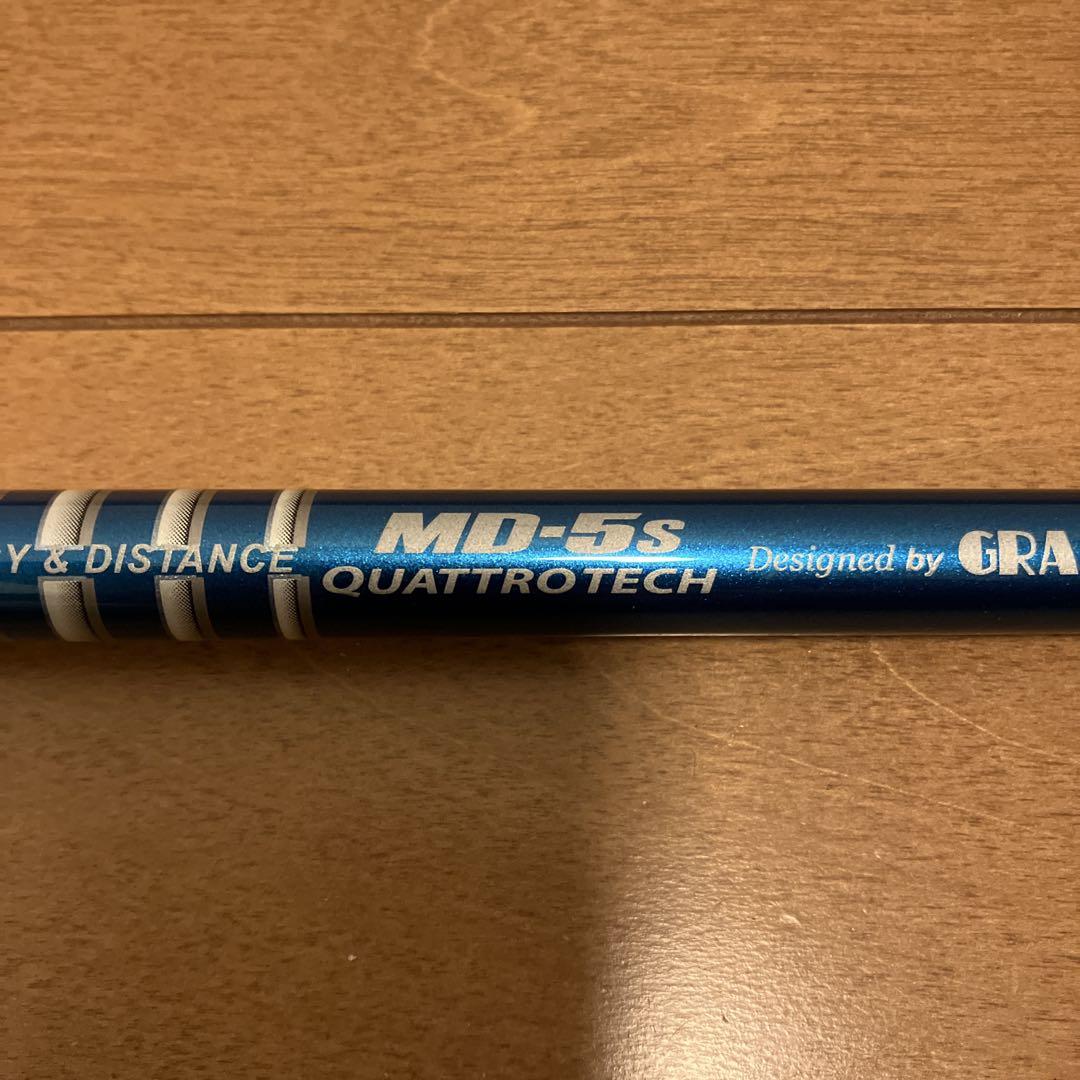 Y & DISTANCE
MD-5S
QUATTROTECH
Designed by GRA